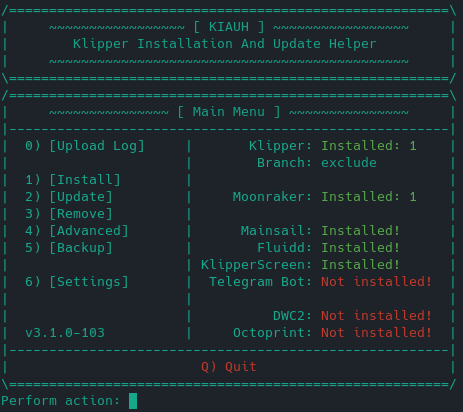 /=======================================================\
|     ~~~~~~~~~~~~~~~~~ [ KIAUH ] ~~~~~~~~~~~~~~~~~     |
|        Klipper Installation And Update Helper         |
|     ~~~~~~~~~~~~~~~~~~~~~~~~~~~~~~~~~~~~~~~~~~~~~     |
\=======================================================/
/=======================================================\
|     ~~~~~~~~~~~~~~~ [ Main Menu ] ~~~~~~~~~~~~~~~     |
|-------------------------------------------------------|
|  0) [Upload Log]     |       Klipper: Installed: 1    |
|                      |        Branch: exclude         |
|  1) [Install]        |                                |
|  2) [Update]         |     Moonraker: Installed: 1    |
|  3) [Remove]         |                                |
|  4) [Advanced]       |      Mainsail: Installed!      |
|  5) [Backup]         |        Fluidd: Installed!      |
|                      | KlipperScreen: Installed!      |
|  6) [Settings]       |  Telegram Bot: Not installed!  |
|                      |                                |
|                      |          DWC2: Not installed!  |
|  v3.1.0-103          |     Octoprint: Not installed!  |
|-------------------------------------------------------|
|                        Q) Quit                        |
\=======================================================/
Perform action: